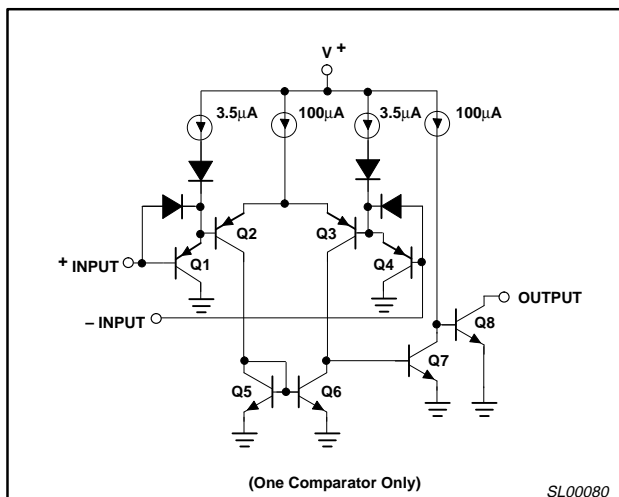 V +
3.5μA 100μA 3.5μA 100μA
Q2 Q3
+ INPUT Q1 Q4
OUTPUT
– INPUT Q8
Q7
Q5 Q6
(One Comparator Only)
SL00080